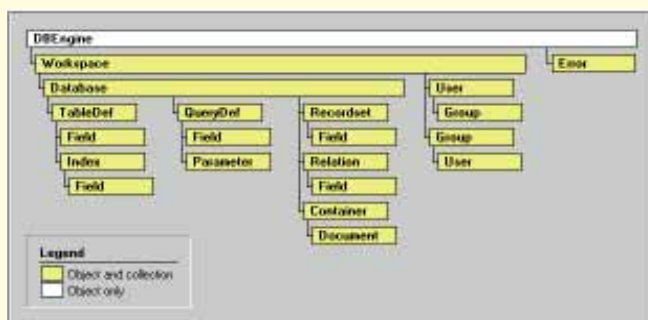 DBEngine
Workspace
Error
Database
User
TableDef
QueryDef
Recordset
Group
Field
Field
Field
Group
Index
Parameter
Relation
User
Field
Field
Container
Document
Legend
Object and collection
Object only